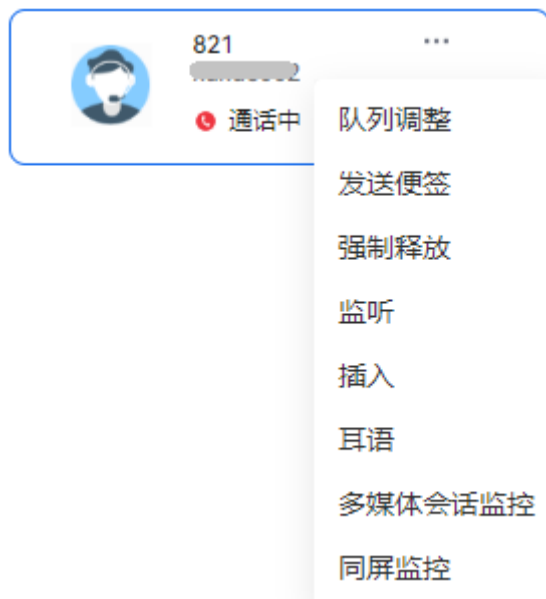 821
通话中
队列调整
发送便签
强制释放
监听
插入
耳语
多媒体会话监控
同屏监控